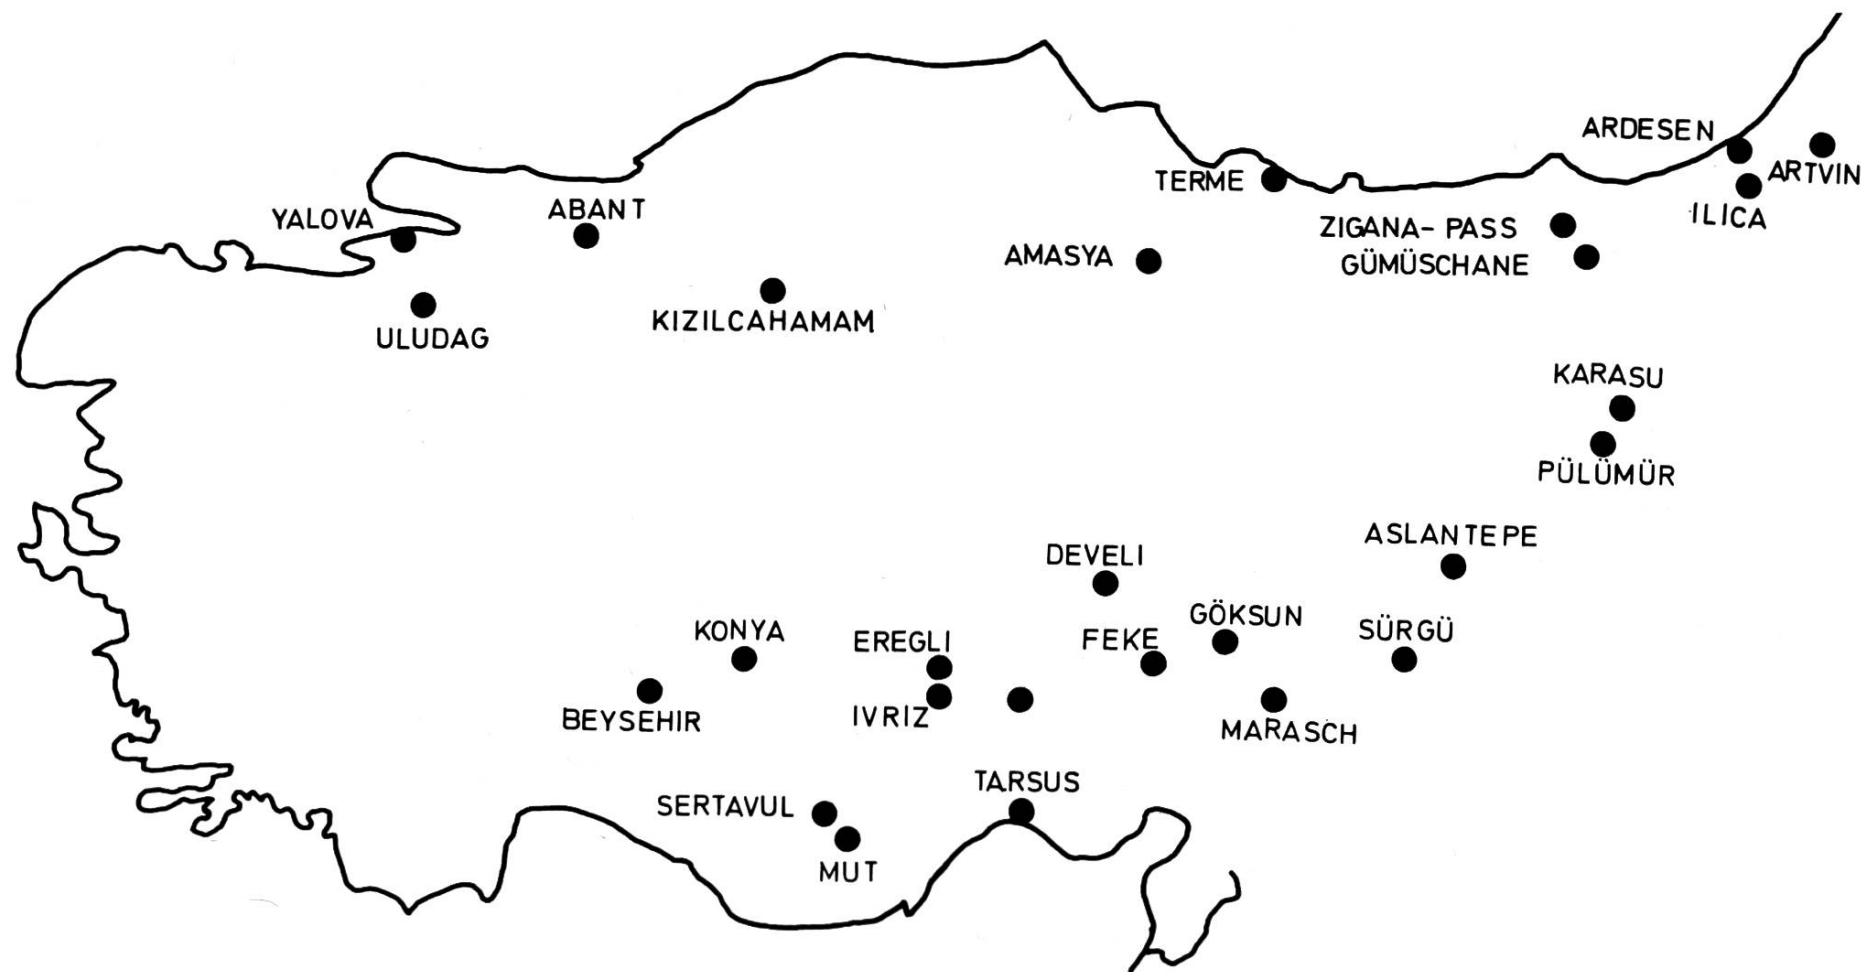 ARDESEN
ARTVIN
TERME
ILICA
YALOVA
ABANT
ZIGANA- PASS
AMASYA
GÜMÜSCHANE
KIZILCAHAMAM
ULUDAG
KARASU
PÜLÜMÜR
ASLANTEPE
DEVELI
GÖKSUN
KONYA
EREGLI
FEKE
SÜRGÜ
BEYSEHIR
IVRIZ
MARASCH
TARSUS
SERTAVUL
MUT